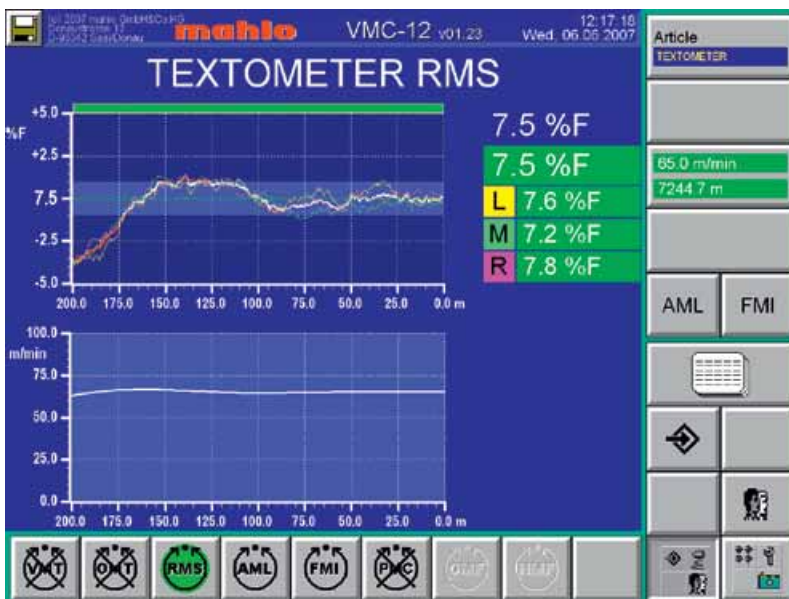 mahlo
VMC-12 v01.23
12:17:18
Wed. 06.06.2007
TEXTOMETER RMS
+5.0
%F
+2.5
7.5
-2.5
-5.0
200.0 175.0 150.0 125.0 100.0 75.0 50.0 25.0 0.0 m
7.5 %F
7.5 %F
L 7.6 %F
M 7.2 %F
R 7.8 %F
100.0
m/min
75.0
50.0
25.0
0.0
200.0 175.0 150.0 125.0 100.0 75.0 50.0 25.0 0.0 m
Article
TEXTOMETER
65.0 m/min
7244.7 m
AML FMI
VMT OMT RMS AML FMI PMC OMF HMF